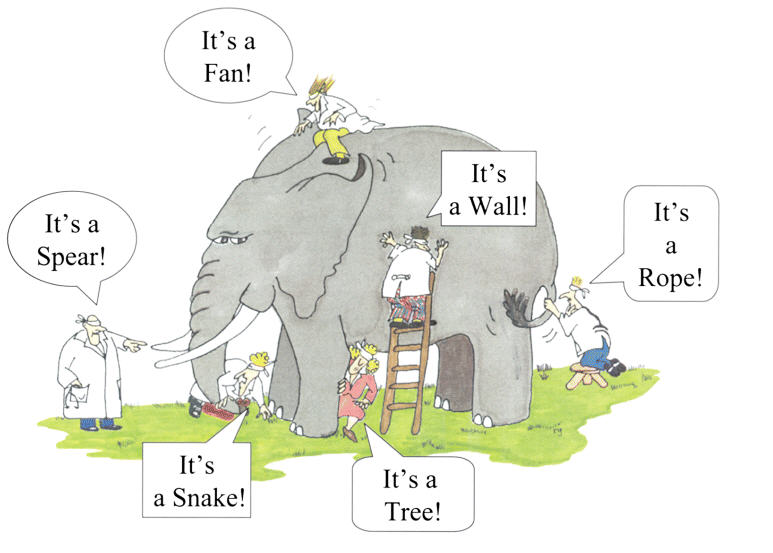 It's a
Fan!
It's
a Wall!
It's
a
Rope!
It's a
Spear!
It's
a Snake!
It's a
Tree!